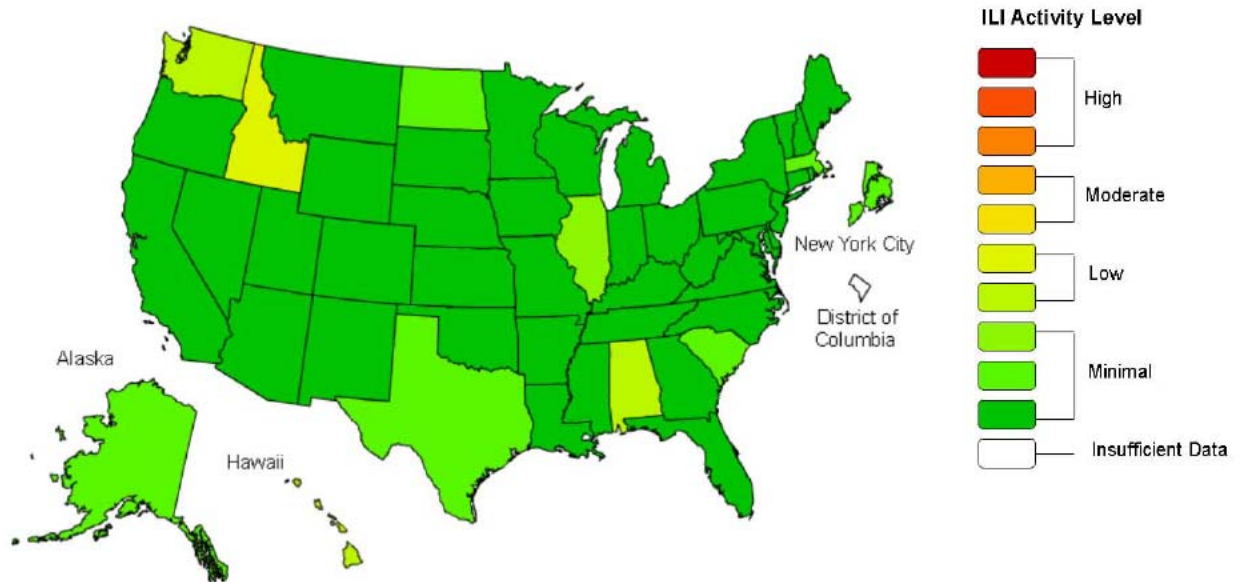 ILI Activity Level
High
Moderate
New York City
Low
District of
Columbia
Alaska
Minimal
Hawaii
Insufficient Data